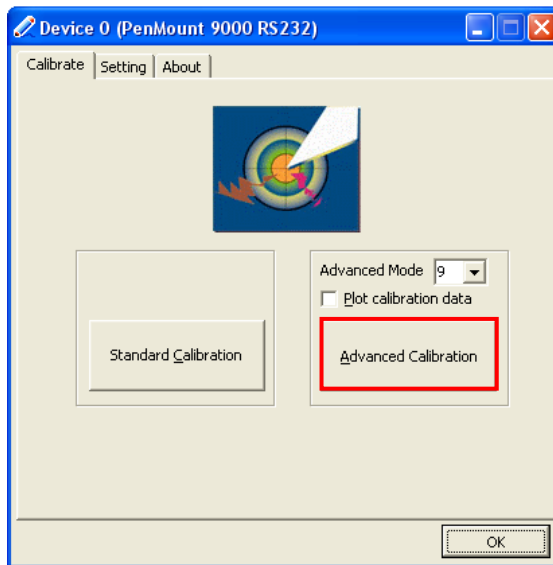 Device 0 (PenMount 9000 RS232)
Calibrate Setting About
Advanced Mode 9
Plot calibration data
Standard Calibration
Advanced Calibration
OK